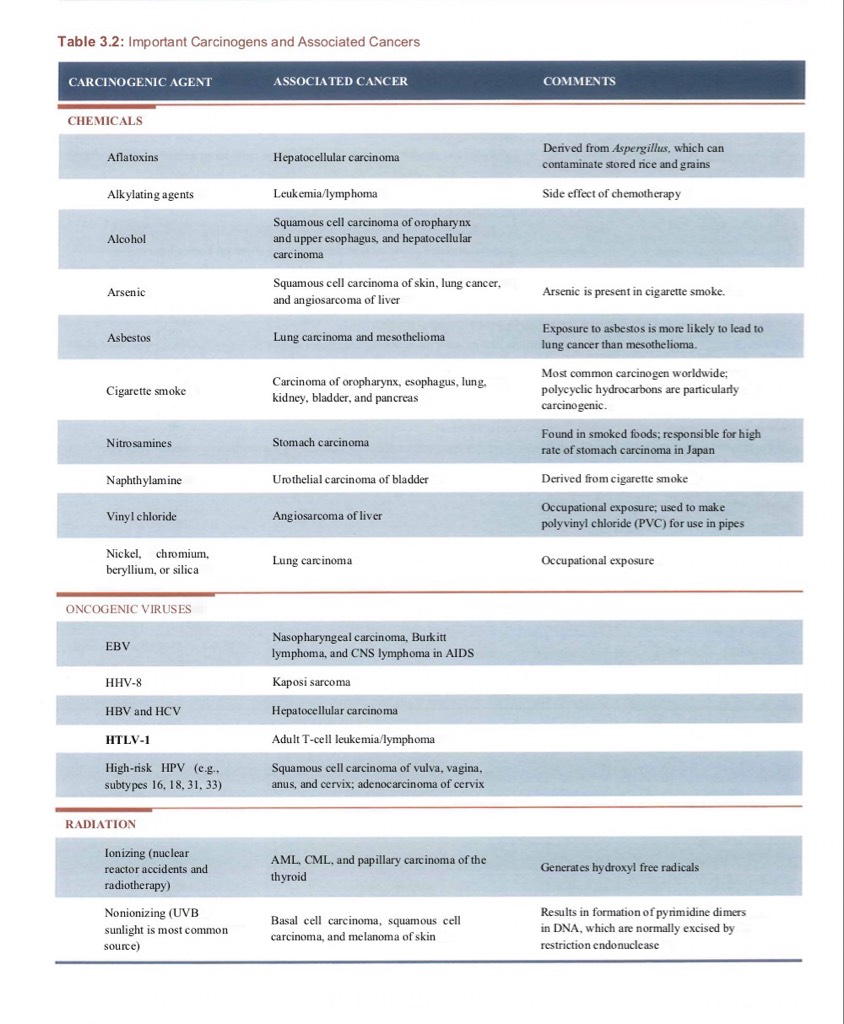 Table 3.2: Important Carcinogens and Associated Cancers
CARCINOGENIC AGENT ASSOCIATED CANCER COMMENTS
CHEMICALS
Aflatoxins Hepatocellular carcinoma Derived from Aspergillus, which can
contaminate stored rice and grains
Alkylating agents Leukemia/lymphoma Side effect of chemotherapy
Alcohol Squamous cell carcinoma of oropharynx
and upper esophagus, and hepatocellular
carcinoma
Arsenic Squamous cell carcinoma of skin, lung cancer,
and angiosarcoma of liver Arsenic is present in cigarette smoke.
Asbestos Lung carcinoma and mesothelioma Exposure to asbestos is more likely to lead to
lung cancer than mesothelioma.
Cigarette smoke Carcinoma of oropharynx, esophagus, lung,
kidney, bladder, and pancreas Most common carcinogen worldwide;
polycyclic hydrocarbons are particularly
carcinogenic.
Nitrosamines Stomach carcinoma Found in smoked foods; responsible for high
rate of stomach carcinoma in Japan
Naphthylamine Urothelial carcinoma of bladder Derived from cigarette smoke
Vinyl chloride Angiosarcoma of liver Occupational exposure; used to make
polyvinyl chloride (PVC) for use in pipes
Nickel, chromium,
beryllium, or silica Lung carcinoma Occupational exposure
ONCOGENIC VIRUSES
EBV Nasopharyngeal carcinoma, Burkitt
lymphoma, and CNS lymphoma in AIDS
HHV-8 Kaposi sarcoma
HBV and HCV Hepatocellular carcinoma
HTLV-1 Adult T-cell leukemia/lymphoma
High-risk HPV (e.g.,
subtypes 16, 18, 31, 33) Squamous cell carcinoma of vulva, vagina,
anus, and cervix; adenocarcinoma of cervix
RADIATION
Ionizing (nuclear
reactor accidents and
radiotherapy) AML, CML, and papillary carcinoma of the
thyroid Generates hydroxyl free radicals
Nonionizing (UVB
sunlight is most common
source) Basal cell carcinoma, squamous cell
carcinoma, and melanoma of skin Results in formation of pyrimidine dimers
in DNA, which are normally excised by
restriction endonuclease